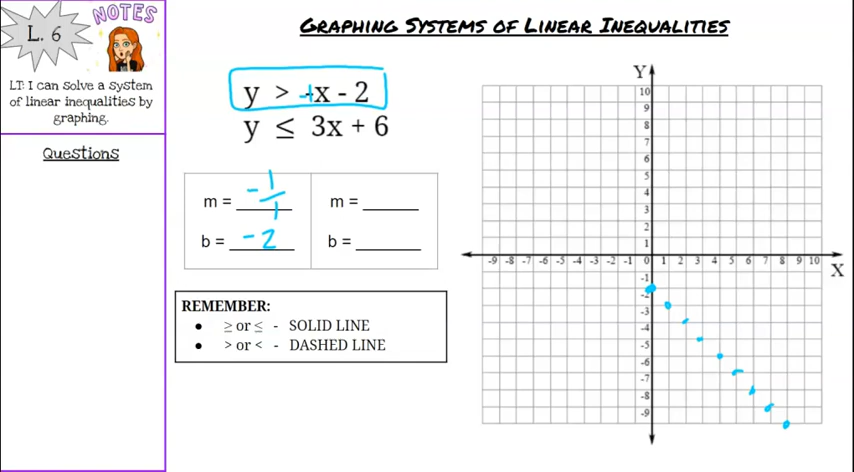 NOTES
L. 6
LT: I can solve a system
of linear inequalities by
graphing.
Questions
GRAPHING SYSTEMS OF LINEAR INEQUALITIES
y > -1x - 2
y ≤ 3x + 6
m = -1/1
b = -2
m = ______
b = ______
REMEMBER:
● ≥ or ≤ - SOLID LINE
● > or < - DASHED LINE
Y
10
9
8
7
6
5
4
3
2
1
-9 -8 -7 -6 -5 -4 -3 -2 -1 0 1 2 3 4 5 6 7 8 9 10
X
-1
-2
-3
-4
-5
-6
-7
-8
-9